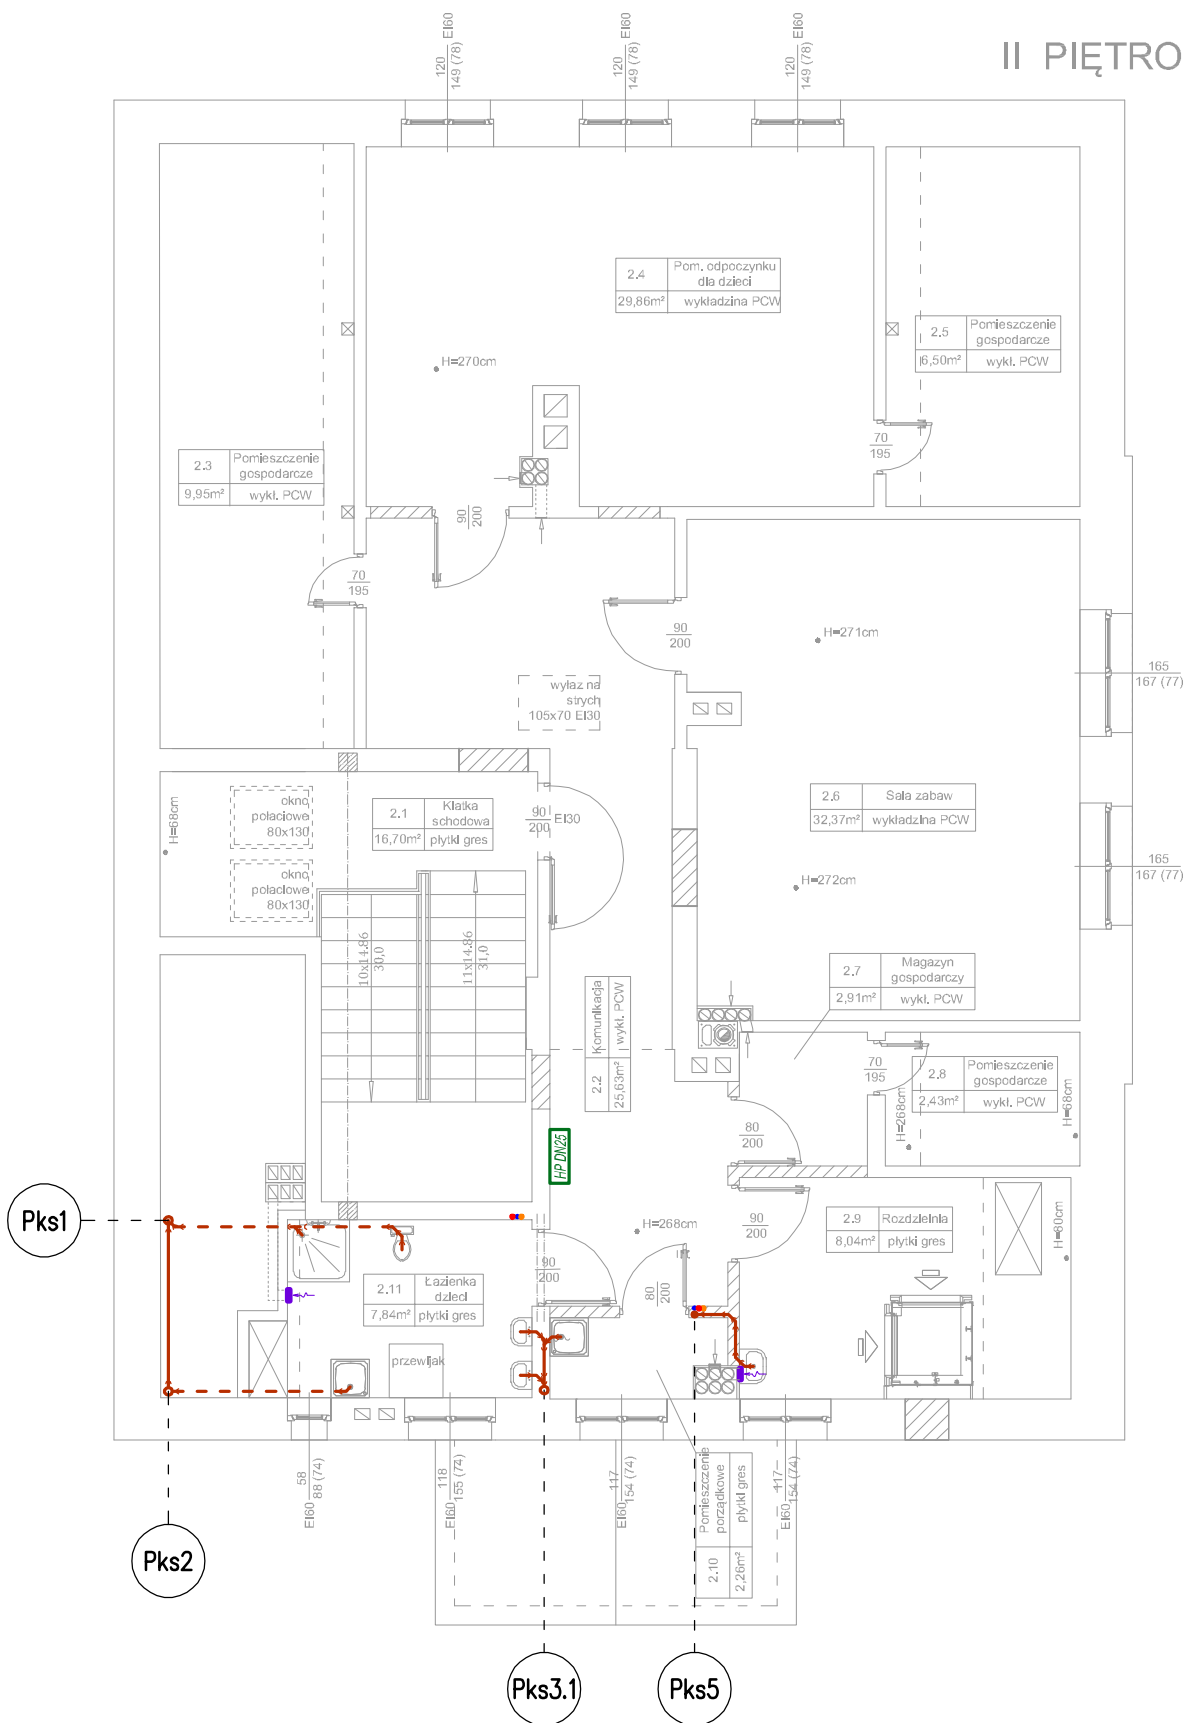 II PIĘTRO
120
149 (78)
EI60
120
149 (78)
EI60
120
149 (78)
EI60
2.4
Pom. odpoczynku
dla dzieci
29,86m²
wykładzina PCW
2.5
Pomieszczenie
gospodarcze
6,50m²
wykł. PCW
H=270cm
70
195
2.3
Pomieszczenie
gospodarcze
9,95m²
wykł. PCW
90
200
70
195
90
200
H=271cm
165
167 (77)
wyłaz na
strych
105x70 EI30
okno
połaciowe
80x130
H=68cm
2.1
Klatka
schodowa
16,70m²
płytki gres
90
200
EI30
2.6
Sala zabaw
32,37m²
wykładzina PCW
165
167 (77)
okno
połaciowe
80x130
H=272cm
10x14.86
30,0
11x14.86
31,0
2.7
Magazyn
gospodarczy
2,91m²
wykł. PCW
2.2
Komunikacja
25,63m²
wykł. PCW
70
195
2.8
Pomieszczenie
gospodarcze
2,43m²
wykł. PCW
H=268cm
H=68cm
80
200
HP DN25
Pks1
H=268cm
90
200
2.9
Rozdzielnia
8,04m²
płytki gres
H=60cm
90
200
80
200
2.11
Łazienka
dzieci
7,84m²
płytki gres
przewijak
58
88 (74)
EI60
118
155 (74)
EI60
117
154 (74)
EI60
117
154 (74)
EI60
2.10
Pomieszczenie
porządkowe
2,26m²
płytki gres
Pks2
Pks3.1
Pks5